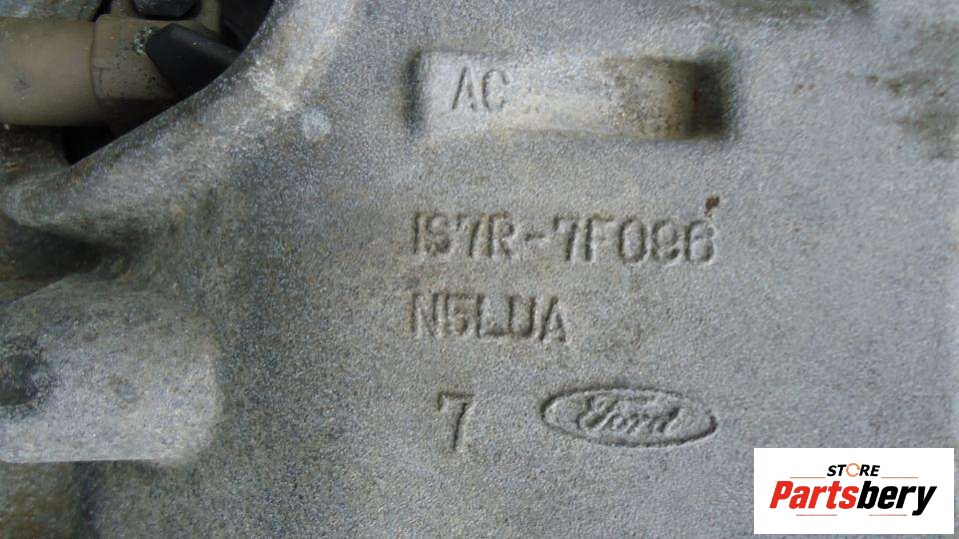 AC
1S7R-7F096
N5LUA
7
Ford
STORE
Partsbery